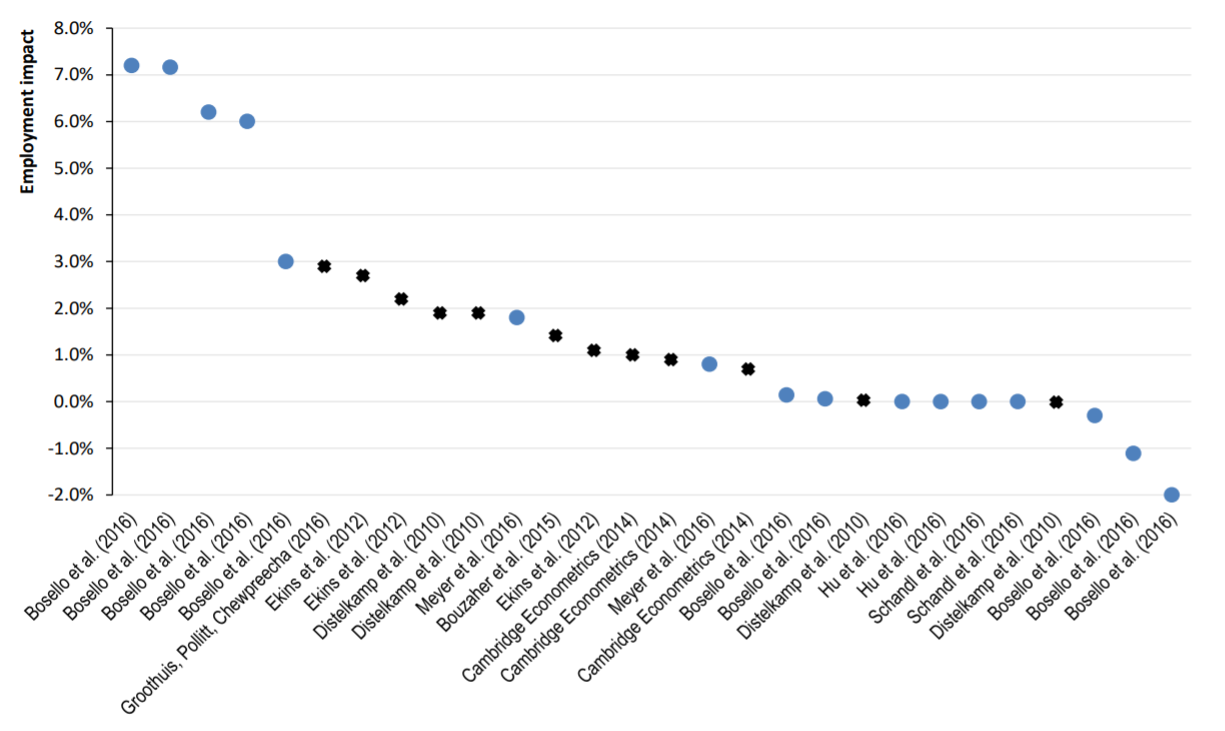 Employment impact
8.0%
7.0%
6.0%
5.0%
4.0%
3.0%
2.0%
1.0%
0.0%
-1.0%
-2.0%
Bosello et al. (2016)
Bosello et al. (2016)
Bosello et al. (2016)
Bosello et al. (2016)
Bosello et al. (2016)
Groothuis, Pollitt, Chewpreecha (2016)
Ekins et al. (2012)
Ekins et al. (2012)
Distelkamp et al. (2010)
Distelkamp et al. (2010)
Meyer et al. (2016)
Bouzaher et al. (2015)
Ekins et al. (2012)
Cambridge Econometrics (2014)
Cambridge Econometrics (2014)
Meyer et al. (2016)
Cambridge Econometrics (2014)
Bosello et al. (2016)
Bosello et al. (2016)
Distelkamp et al. (2010)
Hu et al. (2016)
Hu et al. (2016)
Schandl et al. (2016)
Schandl et al. (2016)
Distelkamp et al. (2010)
Bosello et al. (2016)
Bosello et al. (2016)
Bosello et al. (2016)